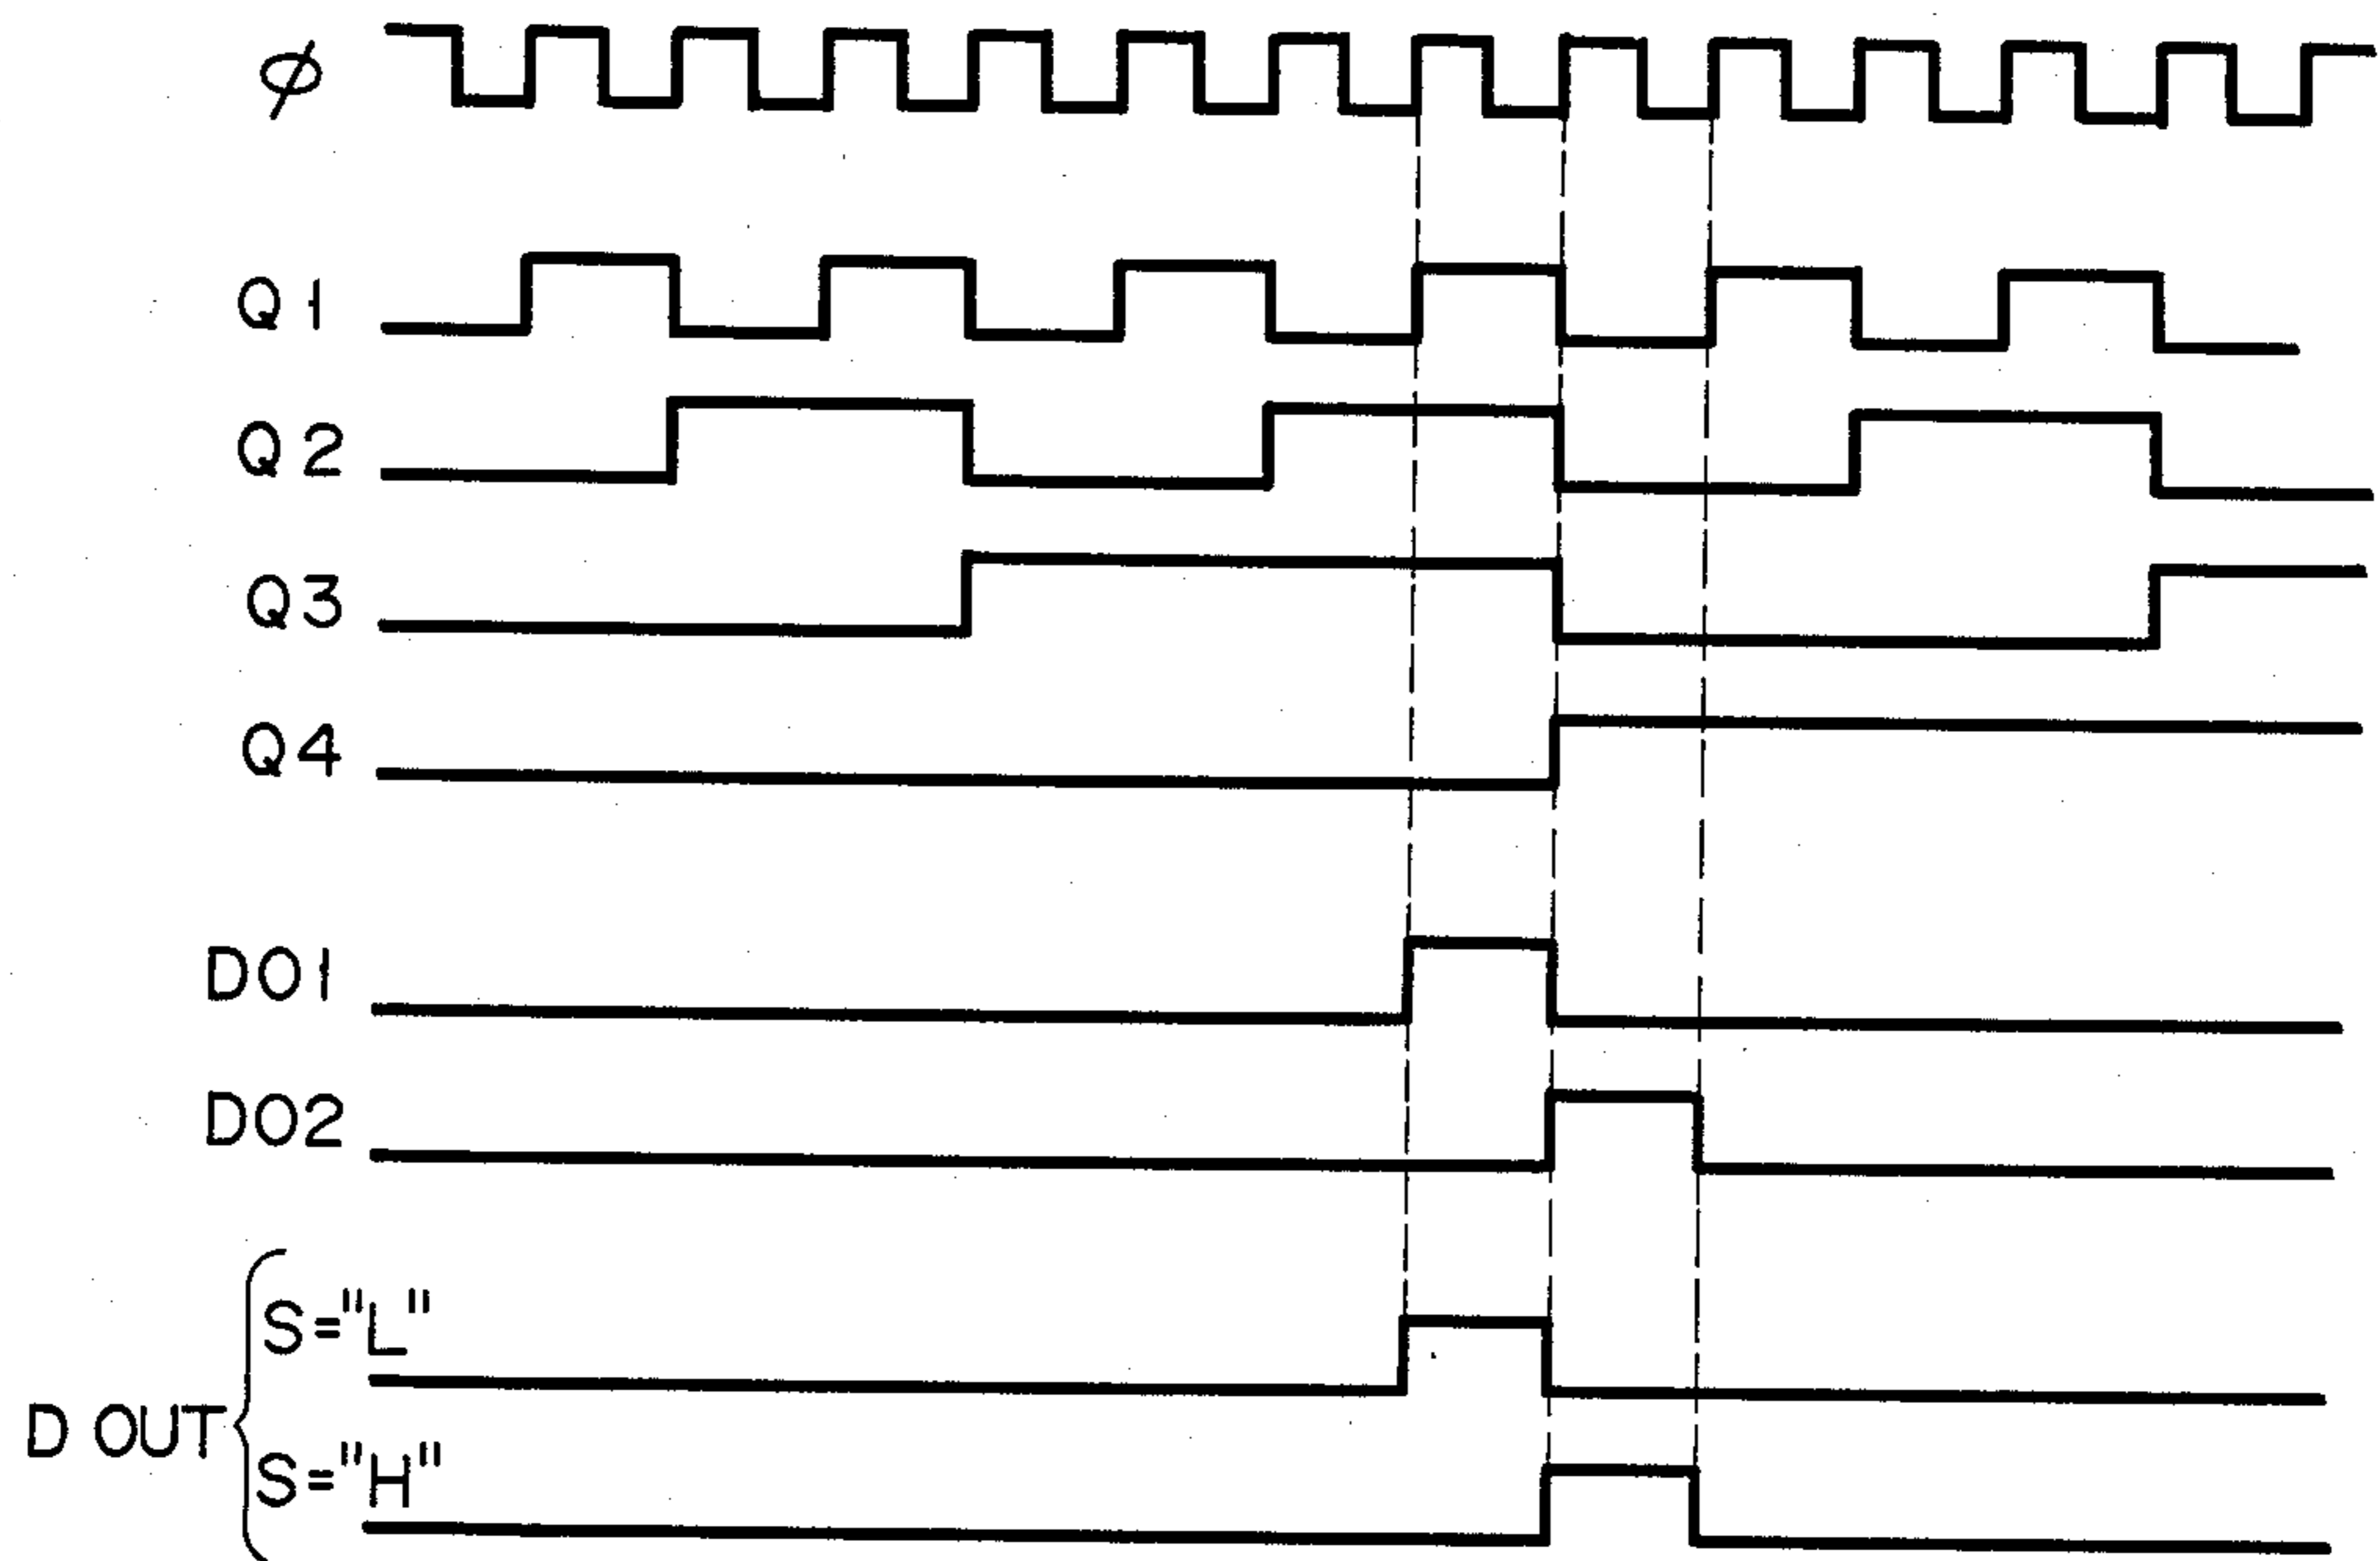 ϕ
Q1
Q2
Q3
Q4
DO1
DO2
S="L"
D OUT
S="H"